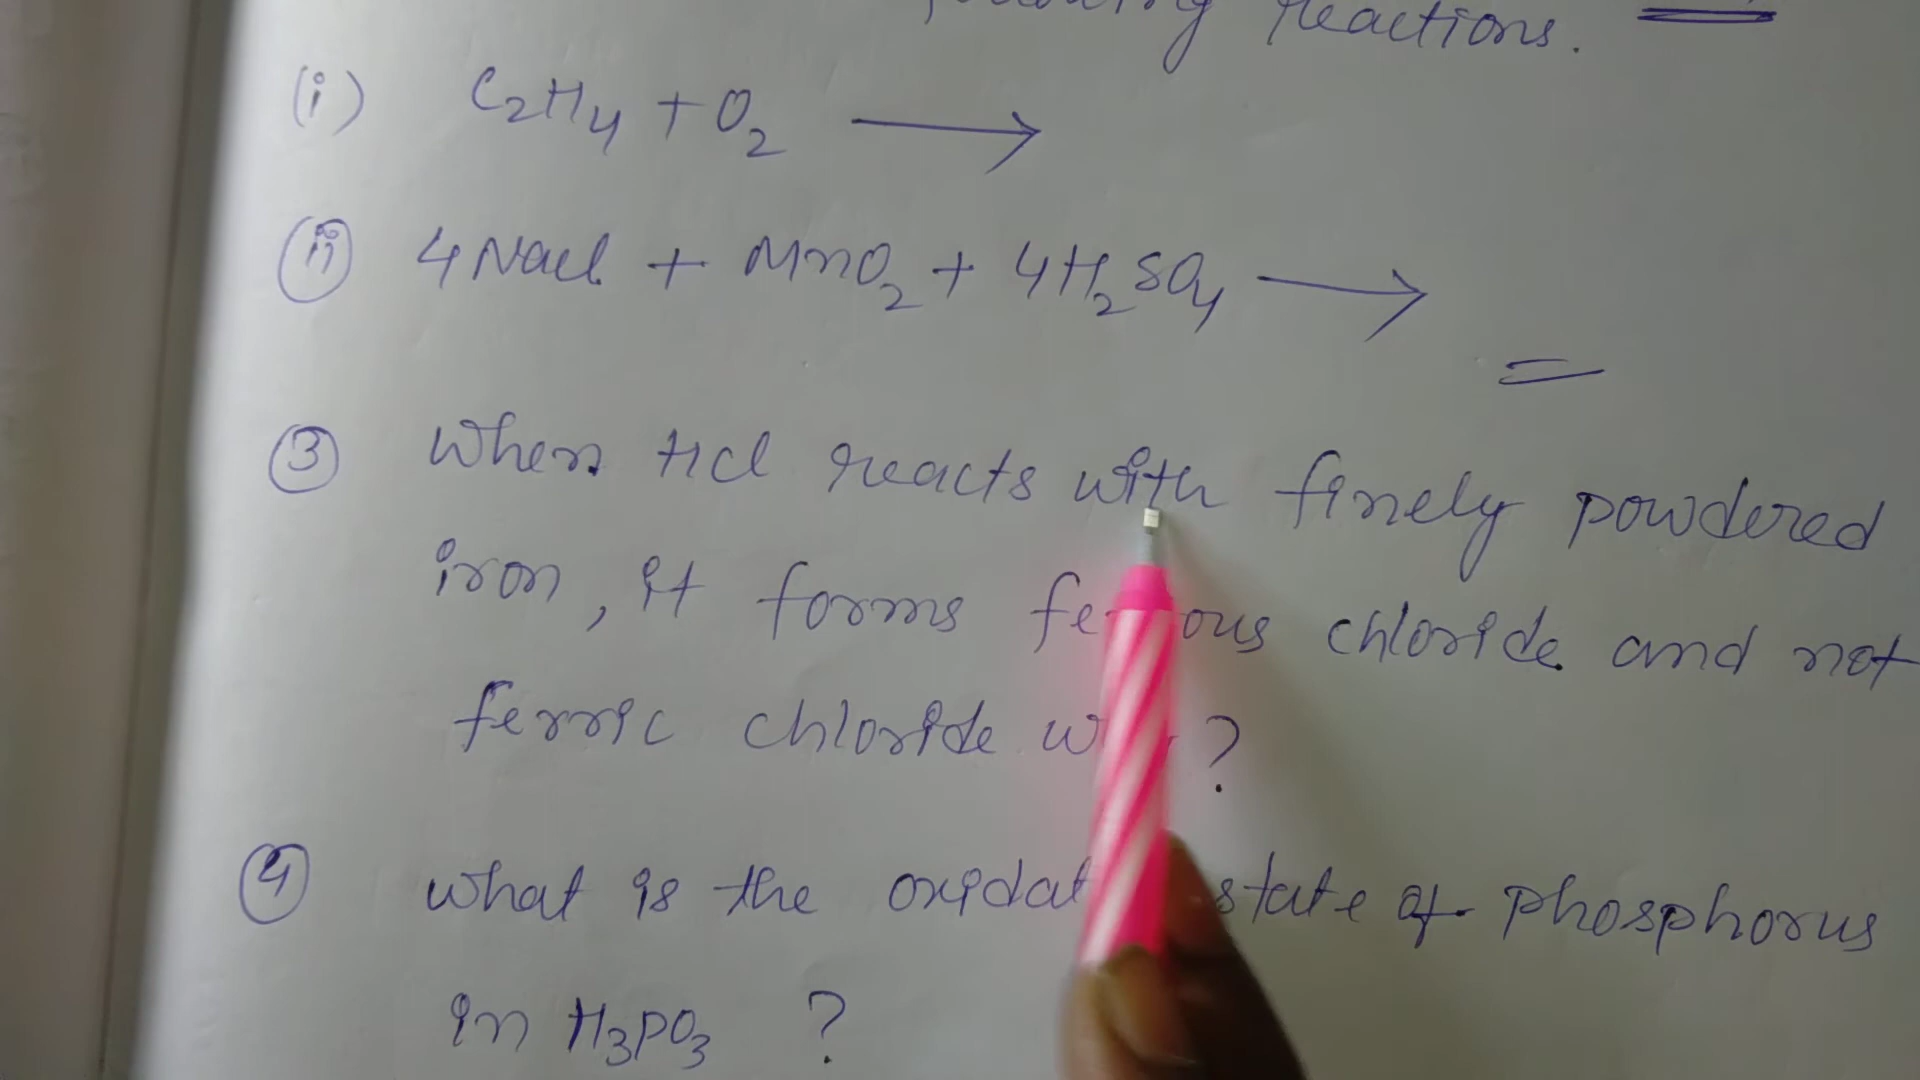 following reactions.
(i) C₂H₄ + O₂ ⟶
(ii) 4NaCl + MnO₂ + 4H₂SO₄ ⟶
(3) When HCl reacts with finely powdered
iron, it forms ous chloride and not
ferric chloride ?
(4) what is the state of phosphorus
in H₃PO₃ ?